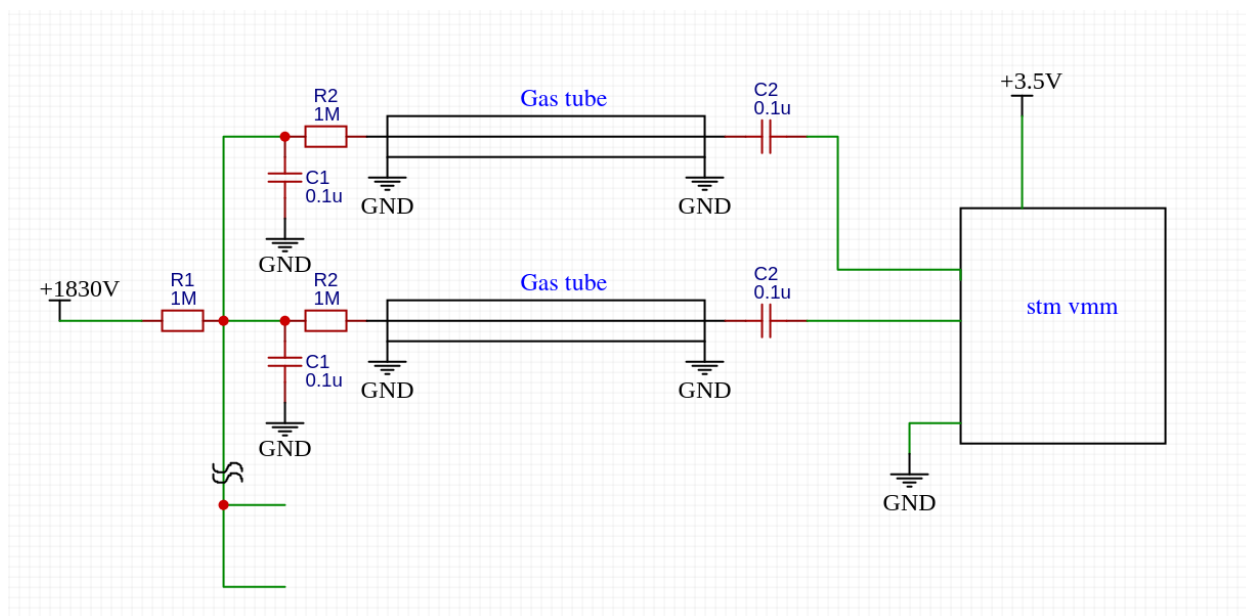 +3.5V
R2
1M
Gas tube
C2
0.1u
C1
0.1u
GND
GND
GND
+1830V
R1
1M
R2
1M
Gas tube
C2
0.1u
stm vmm
C1
0.1u
GND
GND
GND
GND